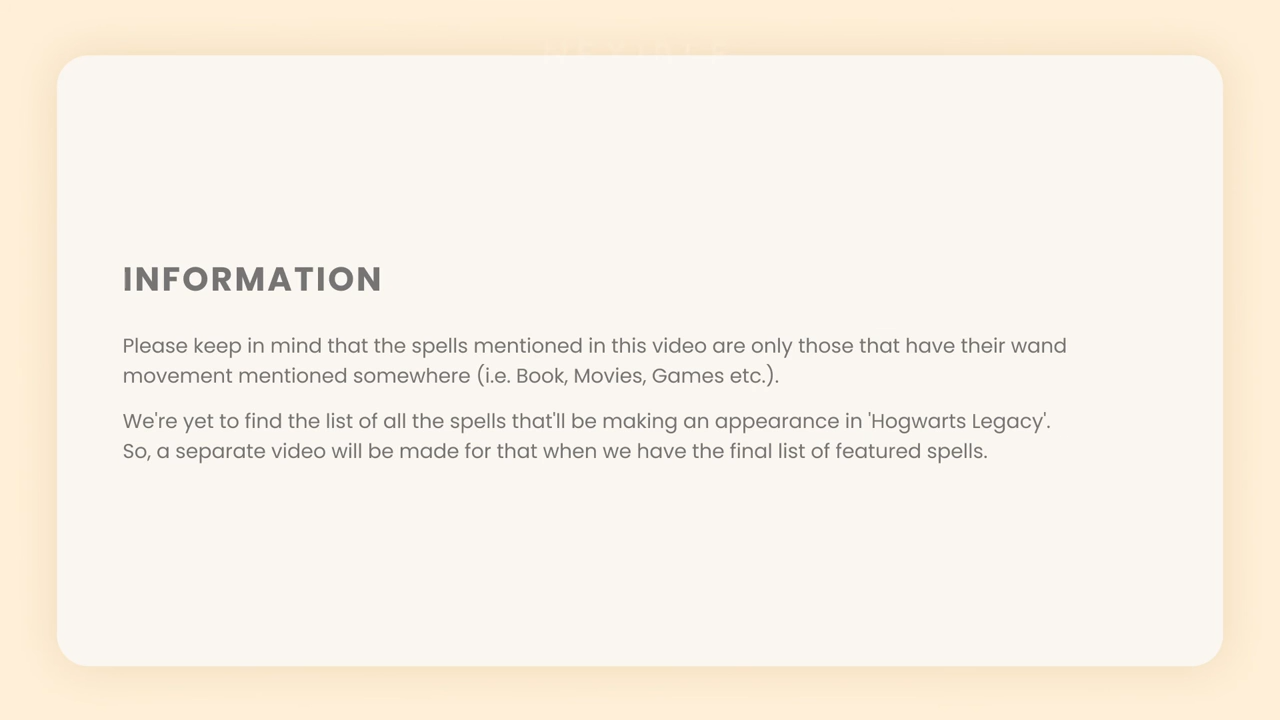 INFORMATION
Please keep in mind that the spells mentioned in this video are only those that have their wand
movement mentioned somewhere (i.e. Book, Movies, Games etc.).
We're yet to find the list of all the spells that'll be making an appearance in 'Hogwarts Legacy'.
So, a separate video will be made for that when we have the final list of featured spells.